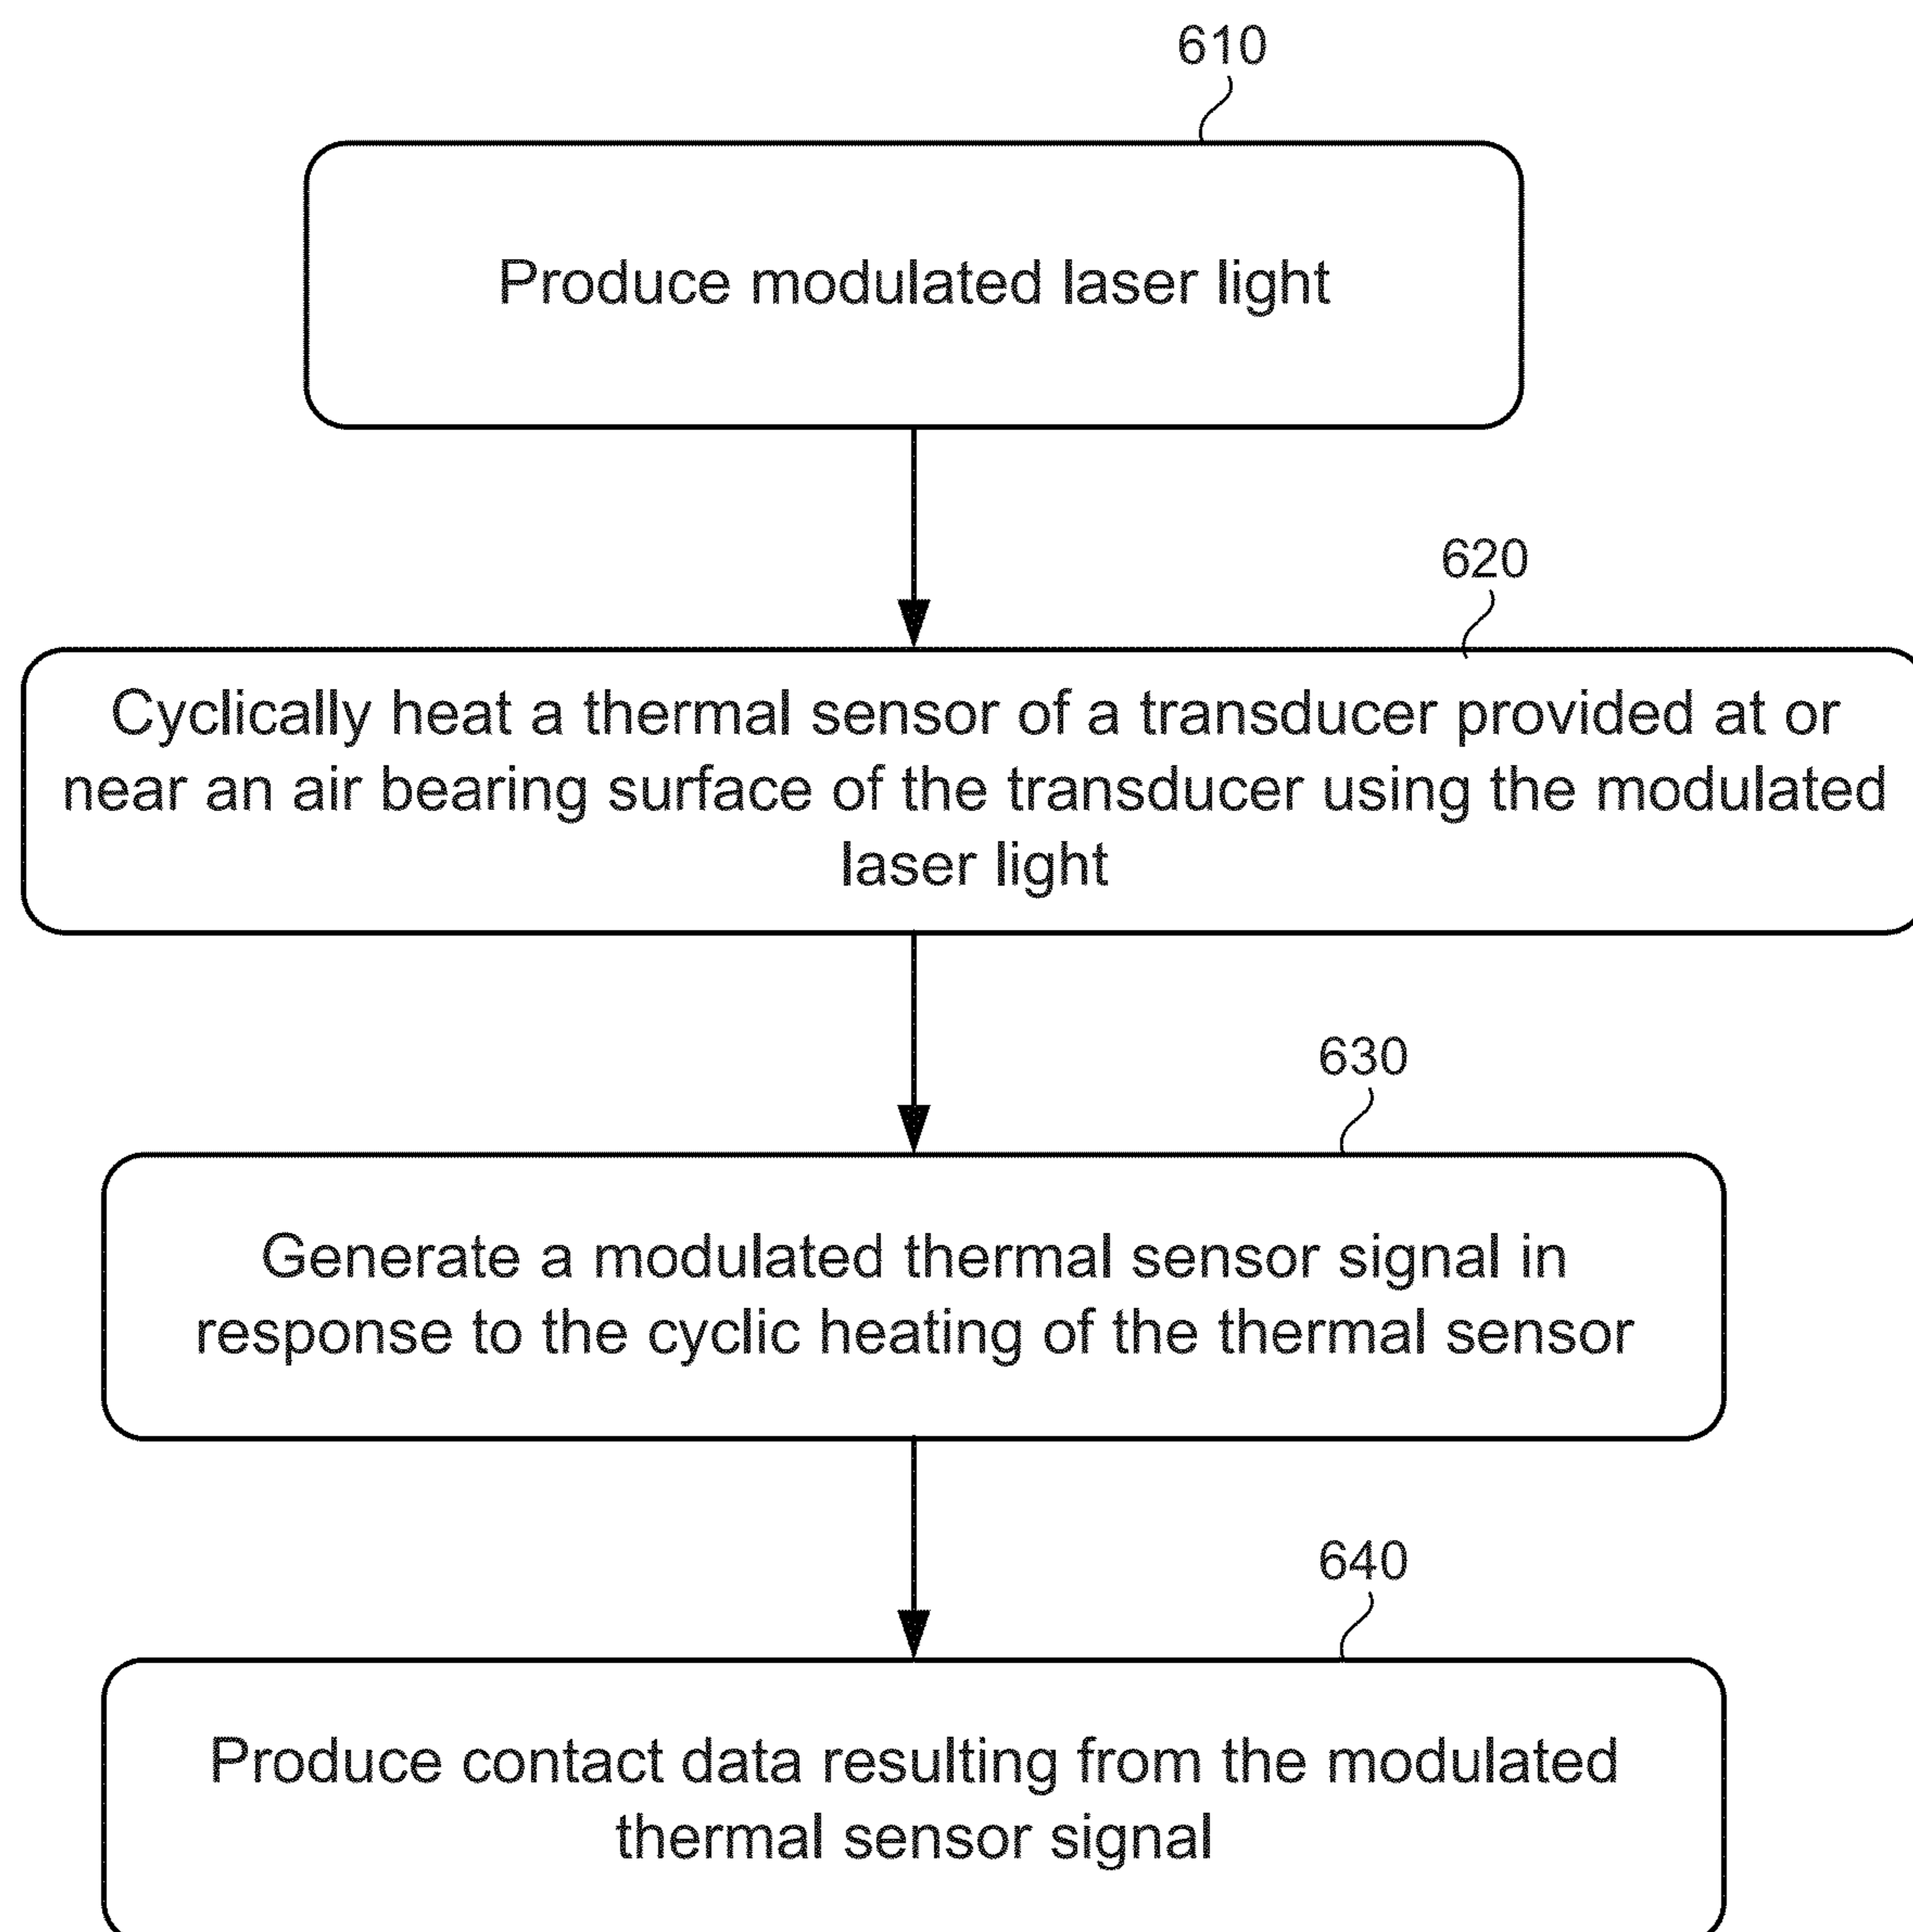 610
Produce modulated laser light
620
Cyclically heat a thermal sensor of a transducer provided at or
near an air bearing surface of the transducer using the modulated
laser light
630
Generate a modulated thermal sensor signal in
response to the cyclic heating of the thermal sensor
640
Produce contact data resulting from the modulated
thermal sensor signal